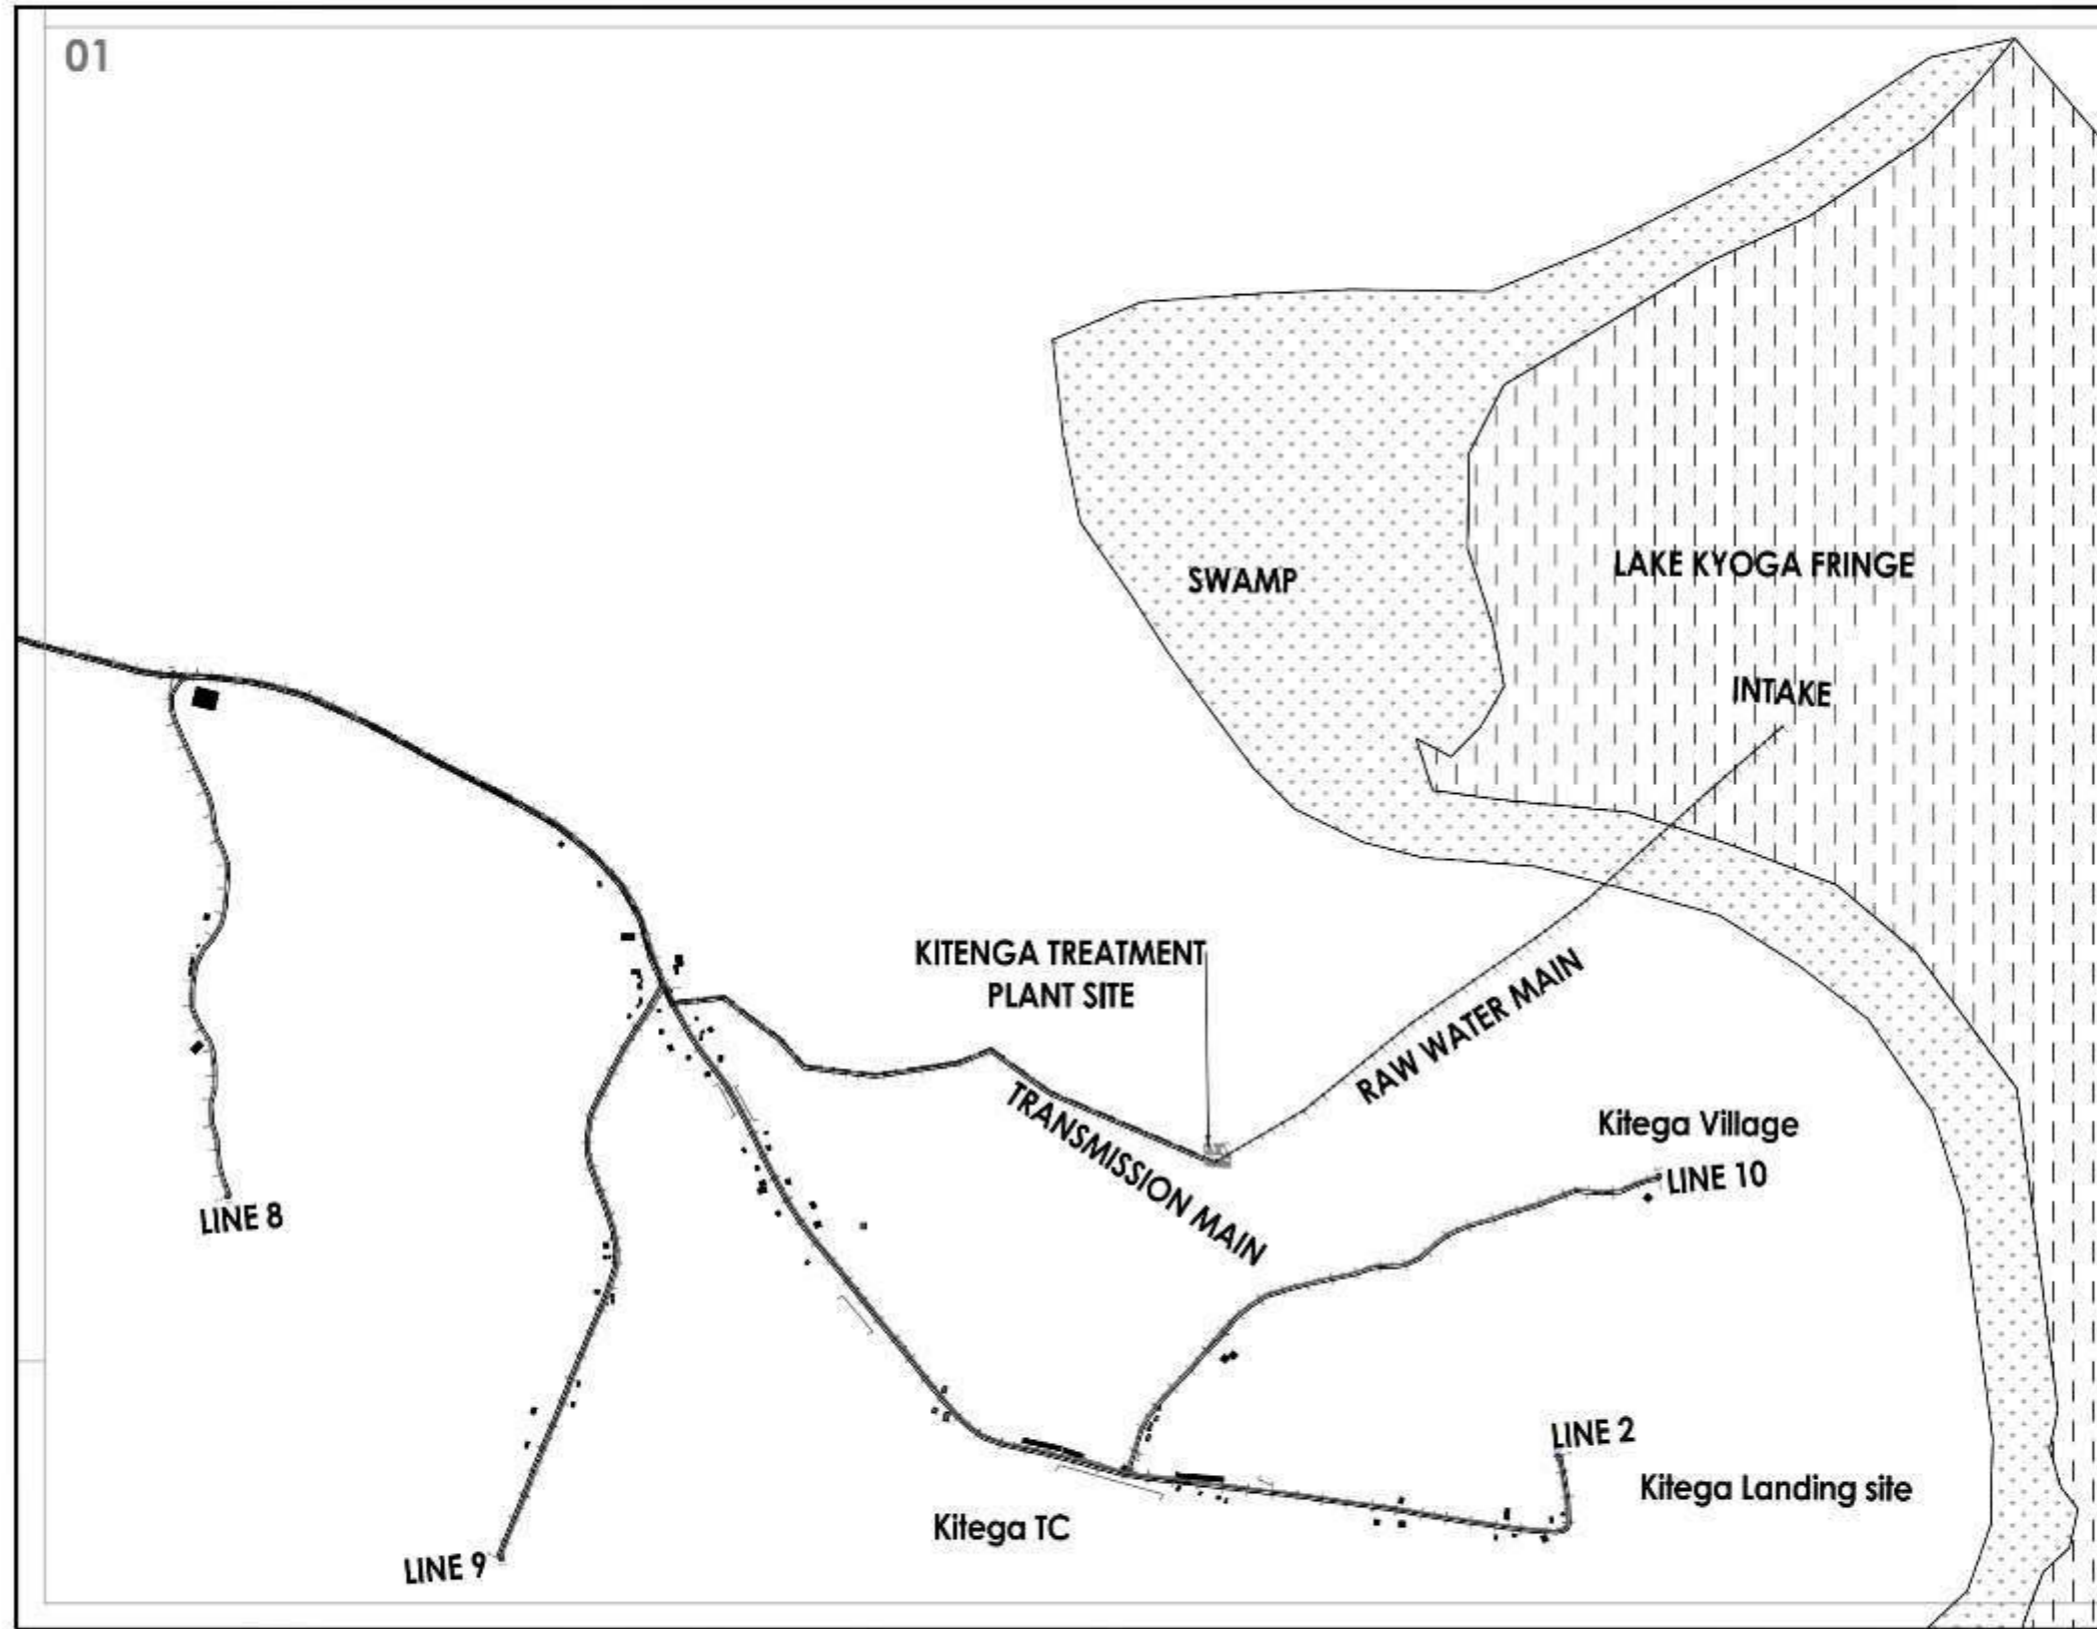 01
SWAMP
LAKE KYOGA FRINGE
INTAKE
KITENGA TREATMENT
PLANT SITE
RAW WATER MAIN
TRANSMISSION MAIN
Kitega Village
LINE 10
LINE 8
LINE 2
Kitega Landing site
Kitega TC
LINE 9